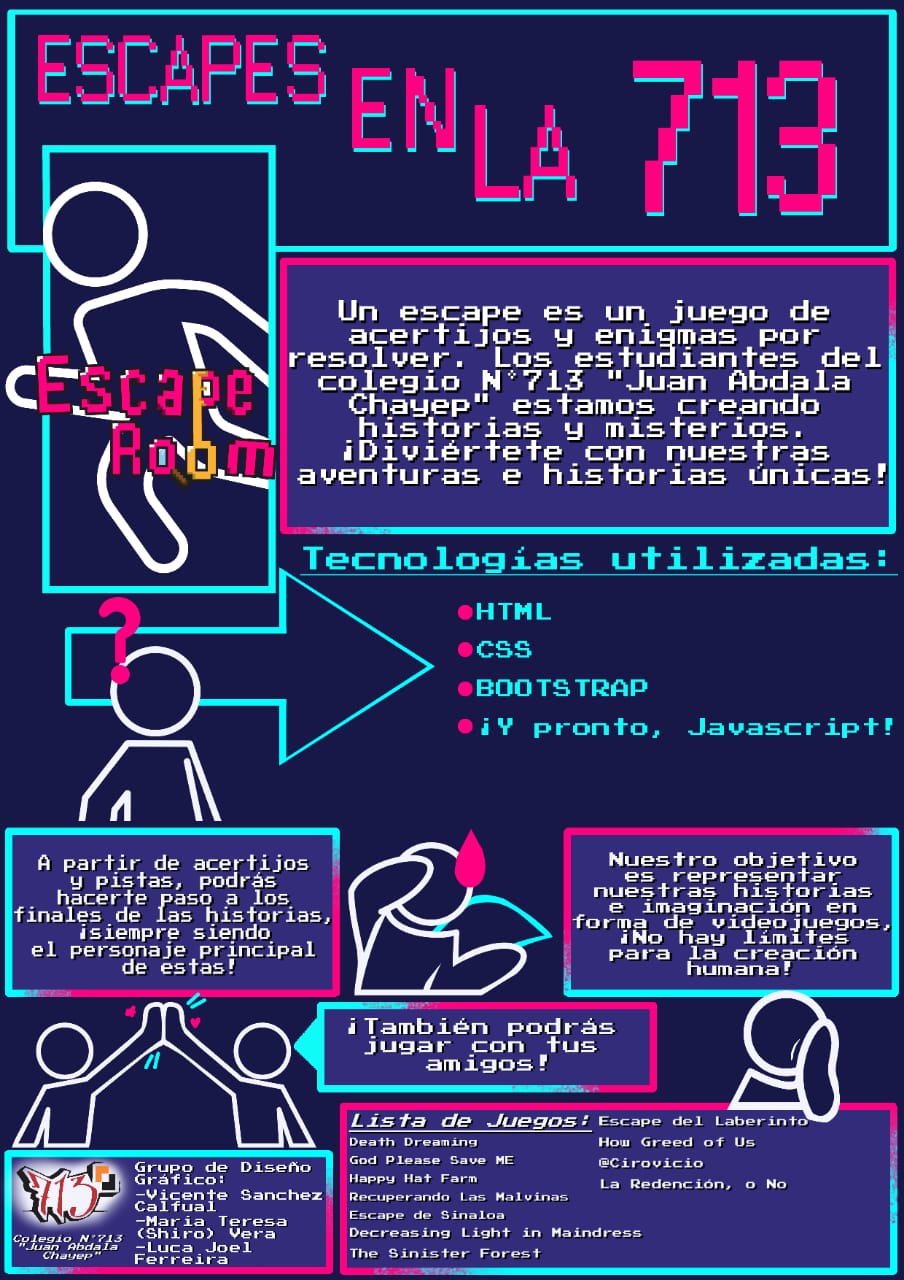 ESCAPES EN LA 713
Escape
Room
Un escape es un juego de
acertijos y enigmas por
resolver. Los estudiantes del
colegio N°713 "Juan Abdala
Chayep" estamos creando
historias y misterios.
¡Diviértete con nuestras
aventuras e historias únicas!
Tecnologías utilizadas:
HTML
CSS
BOOTSTRAP
¡Y pronto, Javascript!
?
A partir de acertijos
y pistas, podrás
hacerte paso a los
finales de las historias,
¡siempre siendo
el personaje principal
de estas!
Nuestro objetivo
es representar
nuestras historias
e imaginación en
forma de videojuegos,
¡No hay límites
para la creación
humana!
¡También podrás
jugar con tus
amigos!
Lista de Juegos:
Death Dreaming
God Please Save ME
Happy Hat Farm
Recuperando Las Malvinas
Escape de Sinaloa
Decreasing Light in Maindress
The Sinister Forest
Escape del Laberinto
How Greed of Us
@Cirovicio
La Redención, o No
713
Colegio N°713
"Juan Abdala
Chayep"
Grupo de Diseño
Gráfico:
-Vicente Sanchez
Calfual
-Maria Teresa
(Shiro) Vera
-Luca Joel
Ferreira